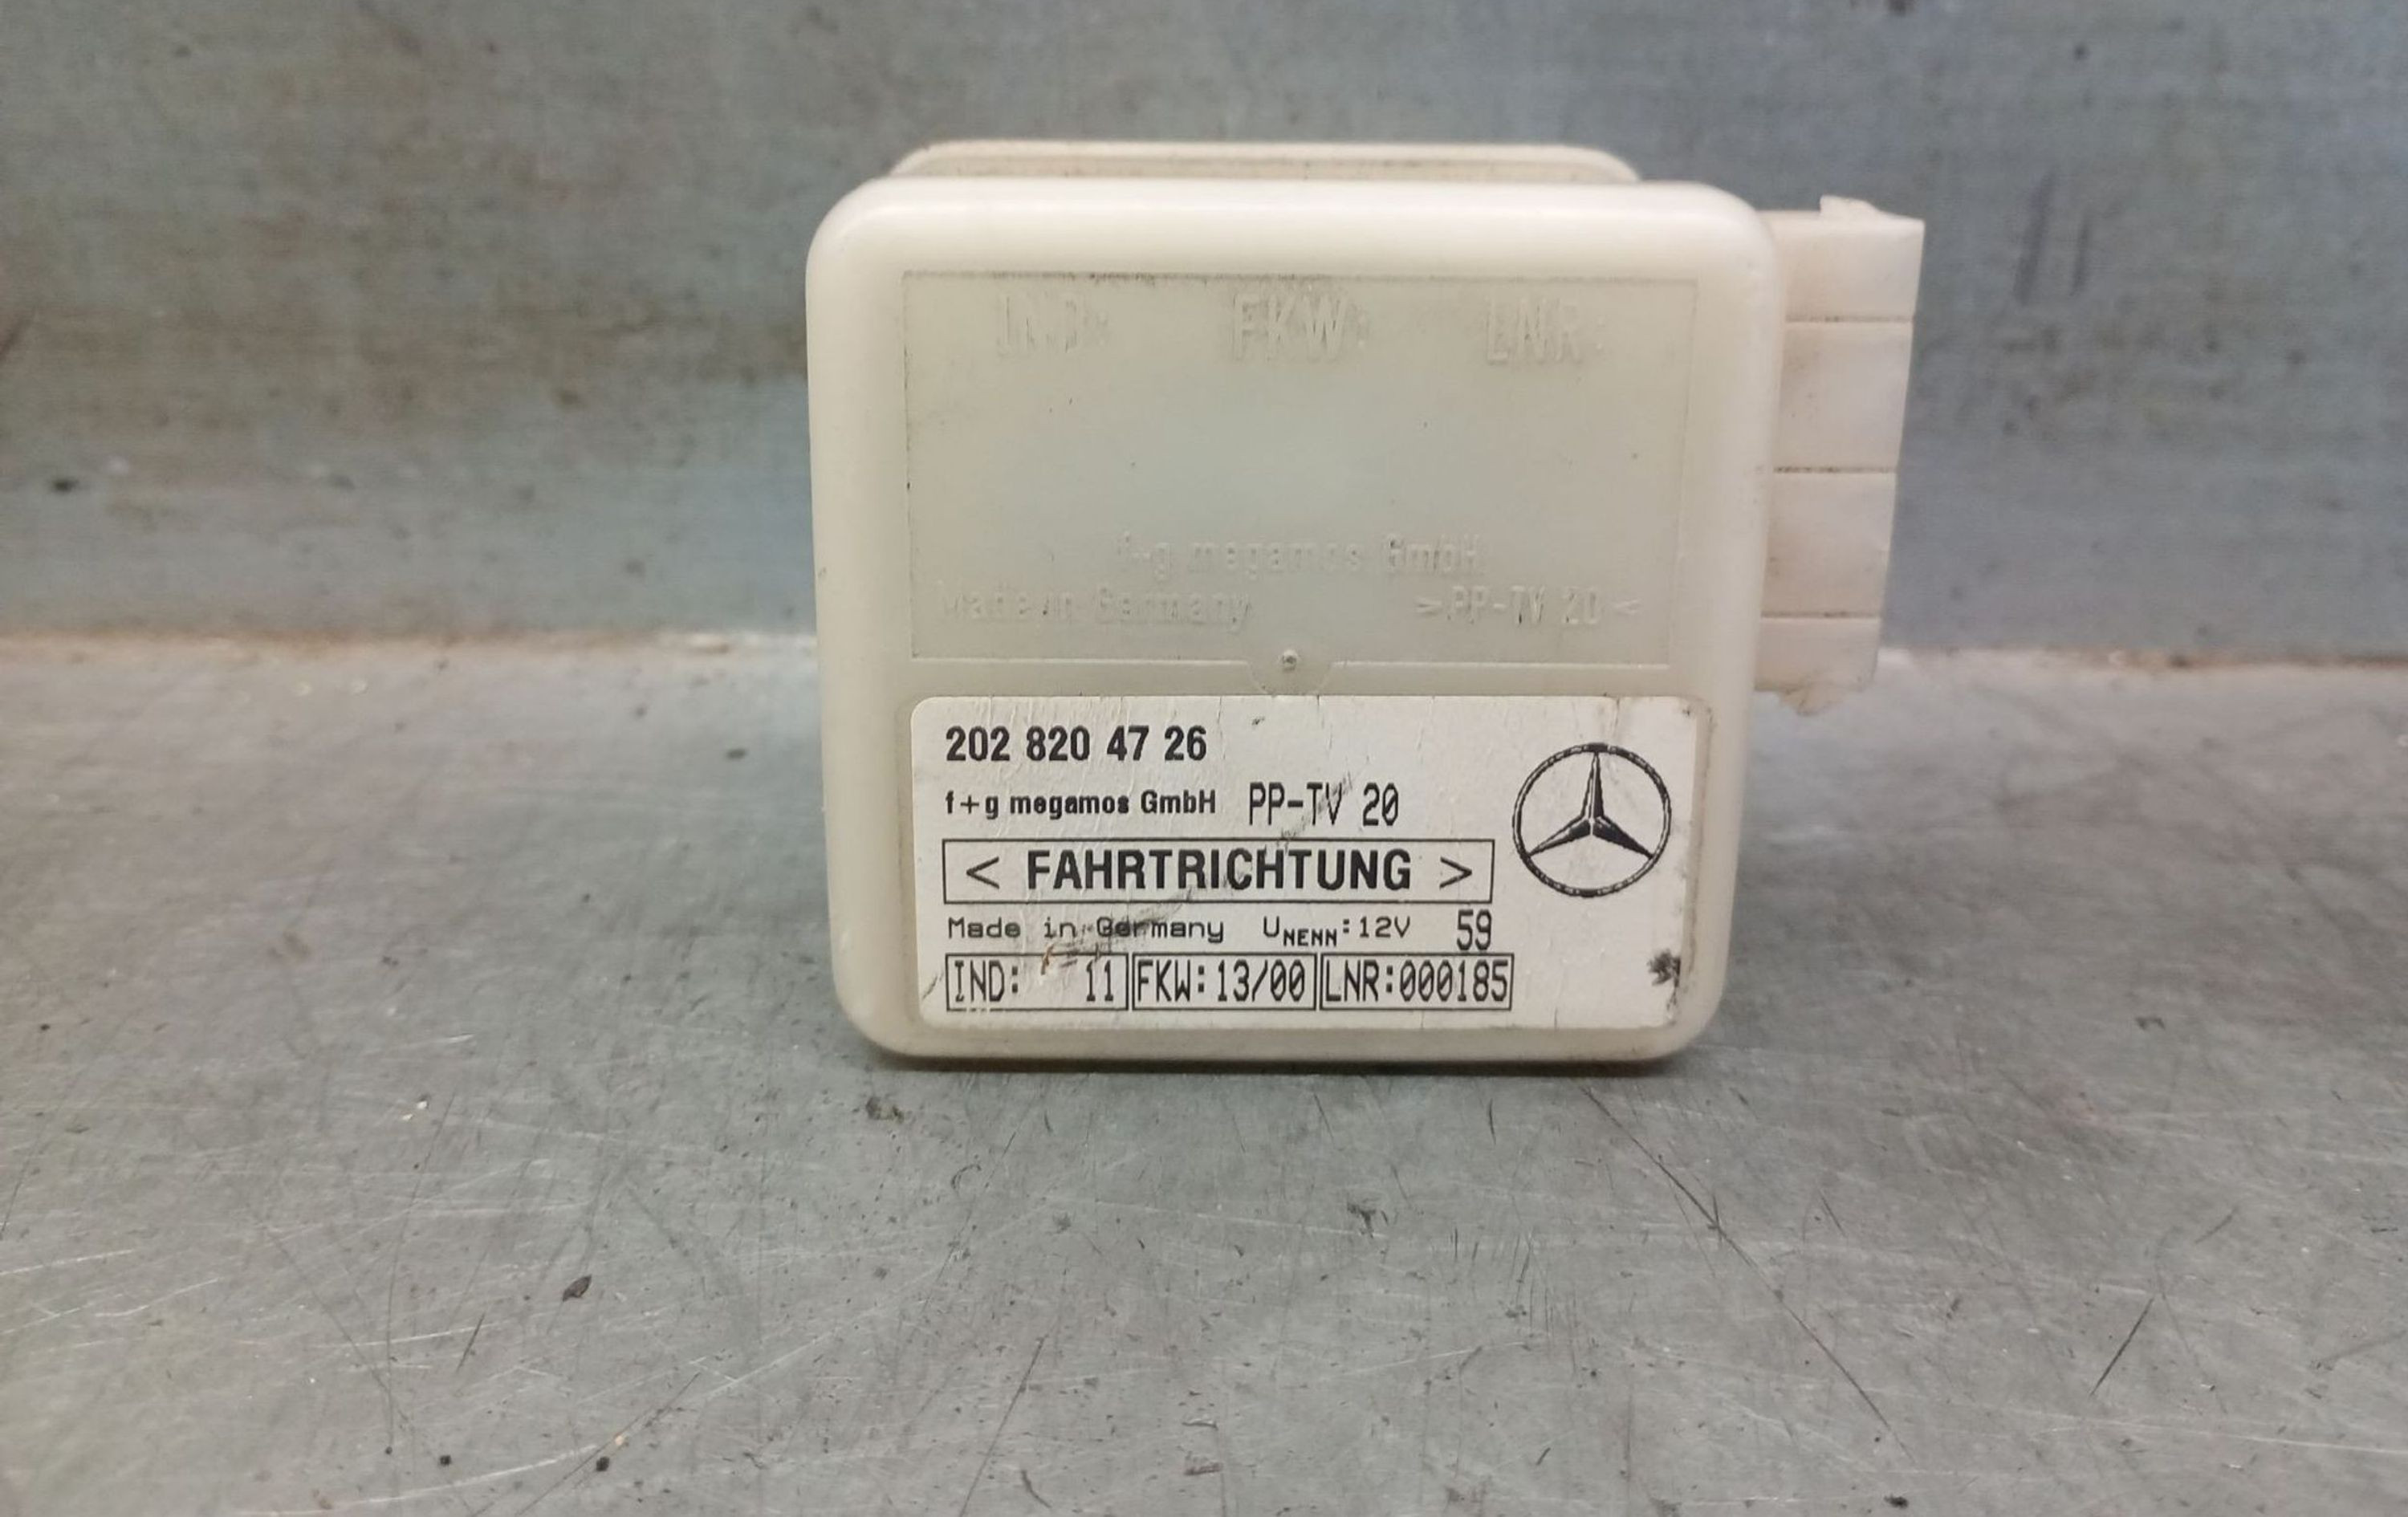 IND: FKW: LNR:
f+g megamos GmbH
Made in Germany >PP-TV 20<
202 820 47 26
f+g megamos GmbH PP-TV 20
< FAHRTRICHTUNG >
Made in Germany UNENN:12V 59
IND: 11 FKW:13/00 LNR:000185